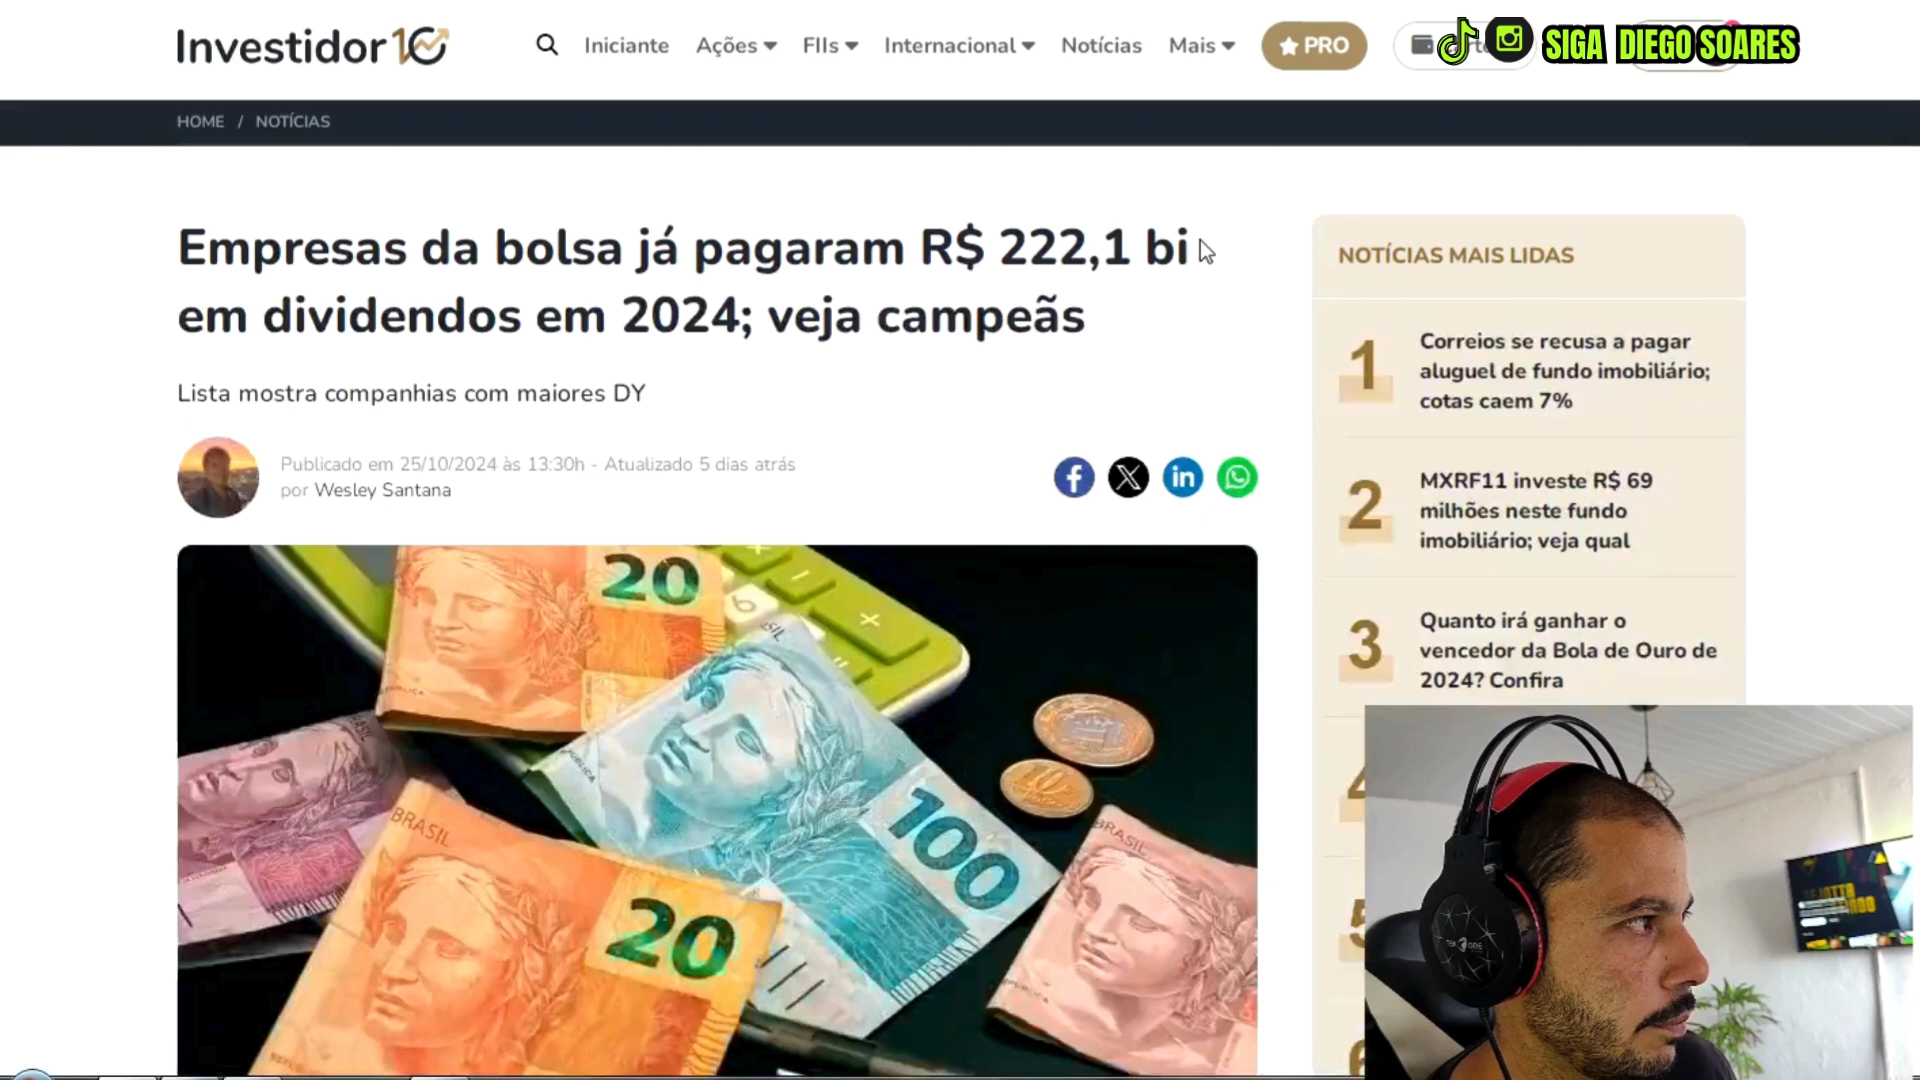 Investidor10
Iniciante
Ações
FIIs
Internacional
Notícias
Mais
PRO
SIGA DIEGO SOARES
HOME / NOTÍCIAS
Empresas da bolsa já pagaram R$ 222,1 bi
em dividendos em 2024; veja campeãs
Lista mostra companhias com maiores DY
Publicado em 25/10/2024 às 13:30h - Atualizado 5 dias atrás
por Wesley Santana
NOTÍCIAS MAIS LIDAS
1
Correios se recusa a pagar
aluguel de fundo imobiliário;
cotas caem 7%
2
MXRF11 investe R$ 69
milhões neste fundo
imobiliário; veja qual
3
Quanto irá ganhar o
vencedor da Bola de Ouro de
2024? Confira
4
5
6
20
100
BRASIL
20
BRASIL
10